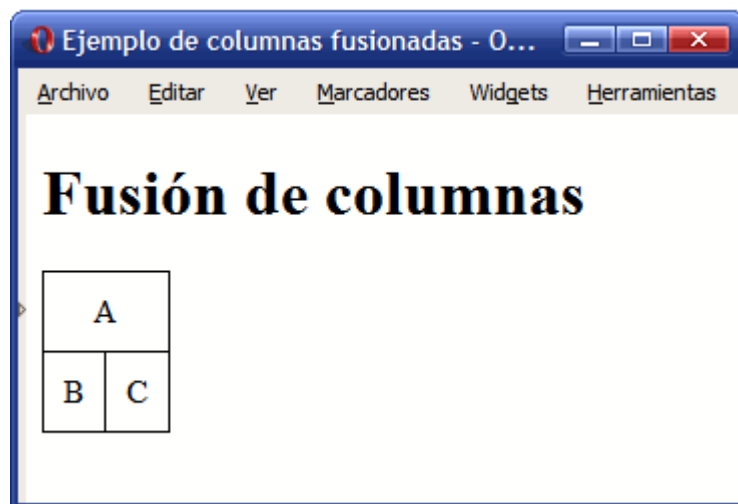 Ejemplo de columnas fusionadas - O...
Archivo Editar Ver Marcadores Widgets Herramientas
Fusión de columnas
A
B C